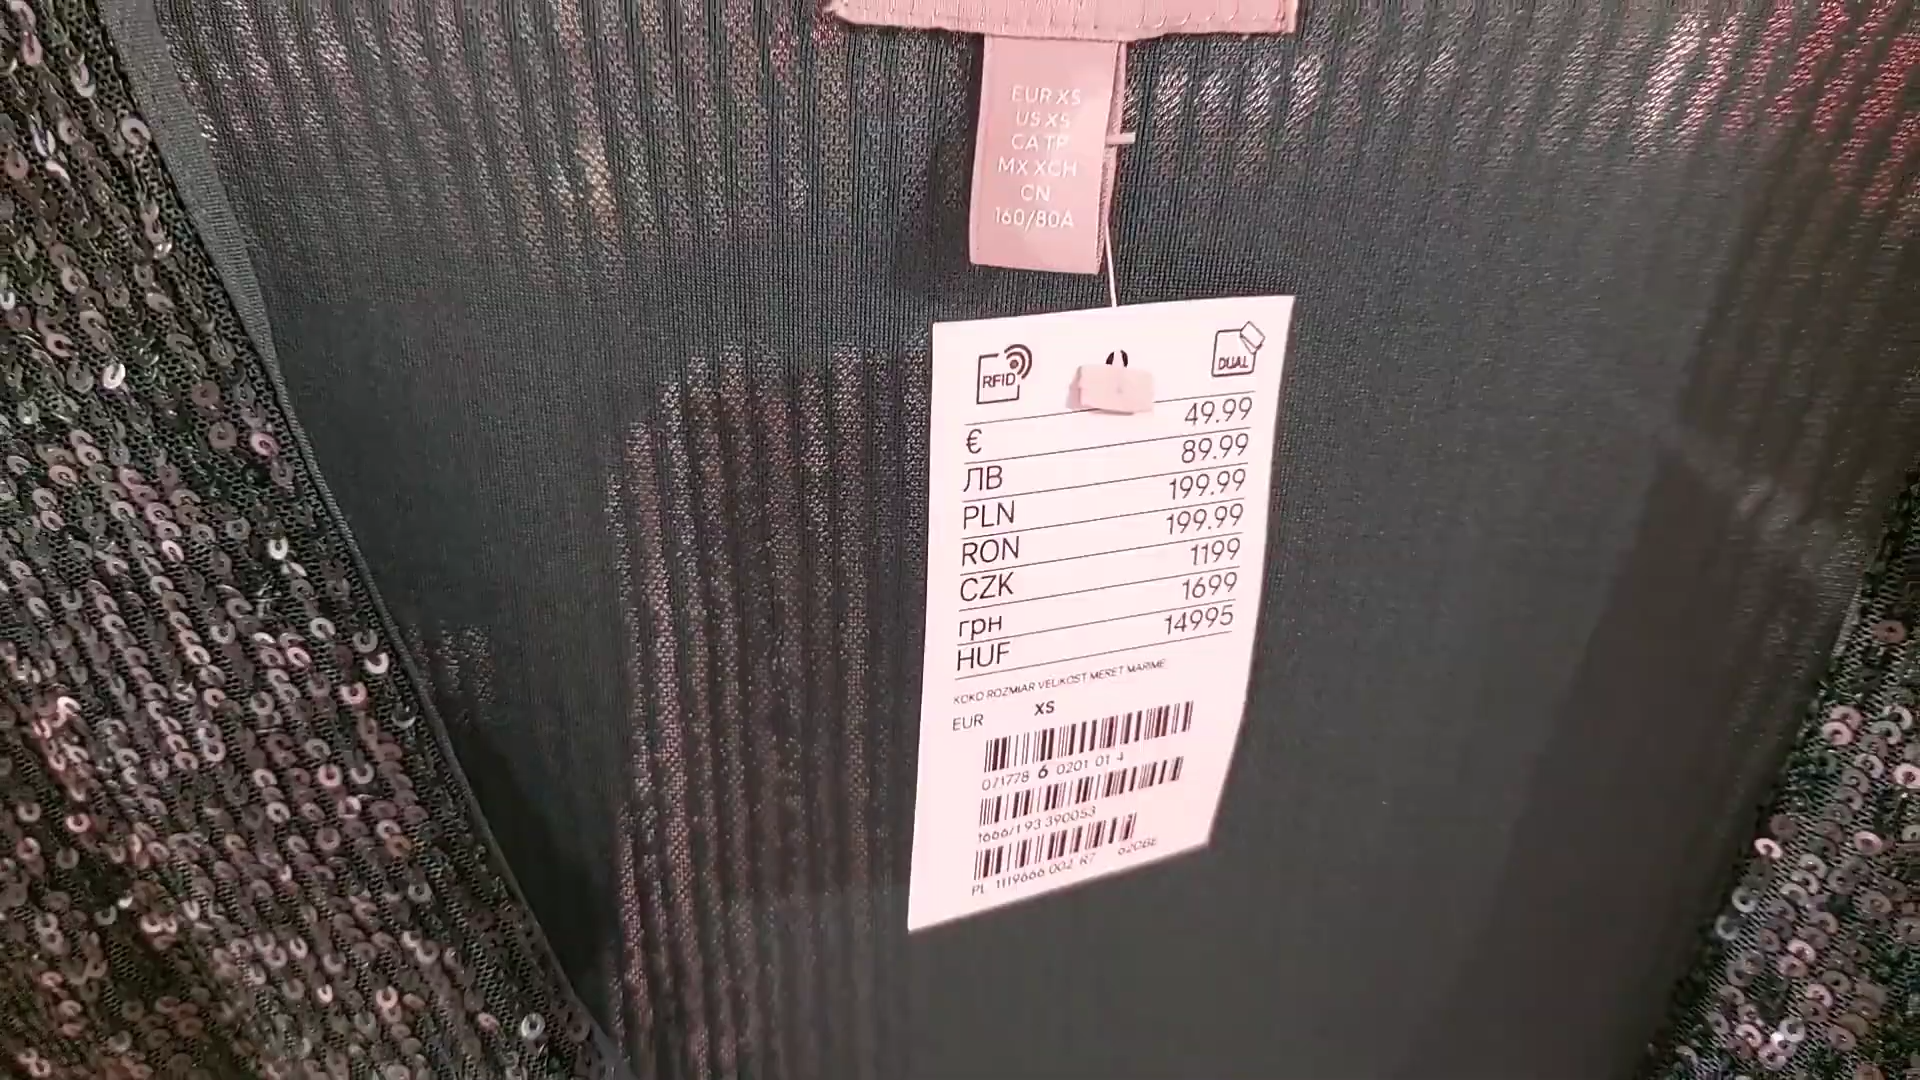 EUR XS
US XS
CA TP
MX XCH
CN
160/80A
RFID
DUAL
€ 49.99
ЛВ 89.99
PLN 199.99
RON 199.99
CZK 1199
грн 1699
HUF 14995
KOKO ROZMIAR VELIKOST MERET MARIME
EUR XS
071778 6 0201 01 4
1666/1 93 390053
PL 1119666 002 R7 62CBE